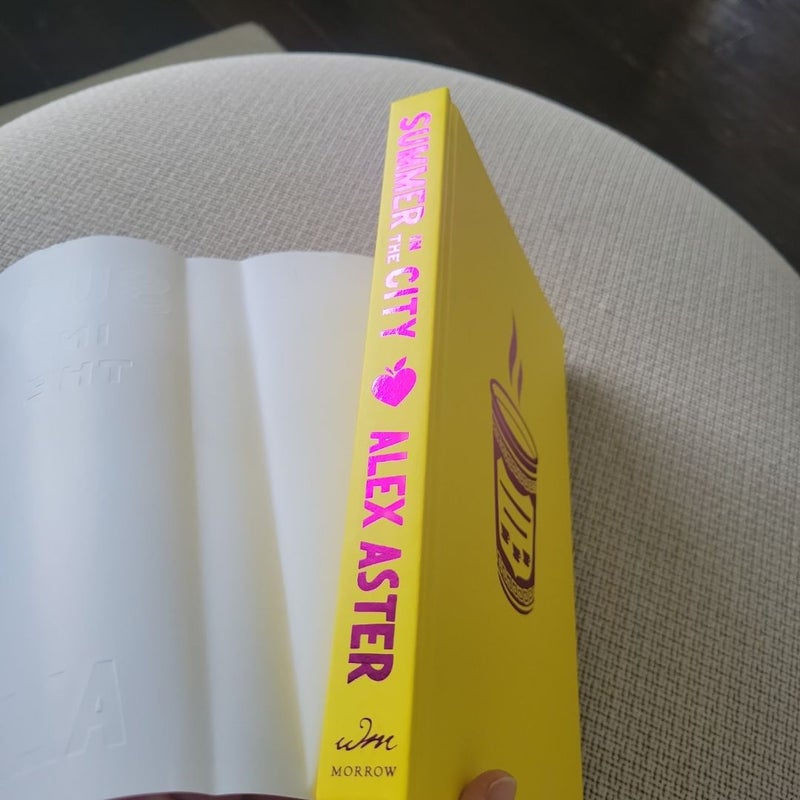 SUMMER IN THE CITY ALEX ASTER
wm
MORROW